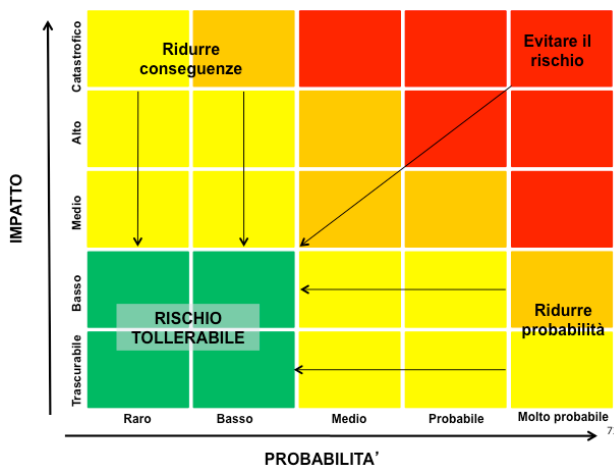 Ridurre
conseguenze
Evitare il
rischio
Catastrofico
Alto
Medio
Basso
Trascurabile
IMPATTO
RISCHIO
TOLLERABILE
Ridurre
probabilità
Raro
Basso
Medio
Probabile
Molto probabile
PROBABILITA'